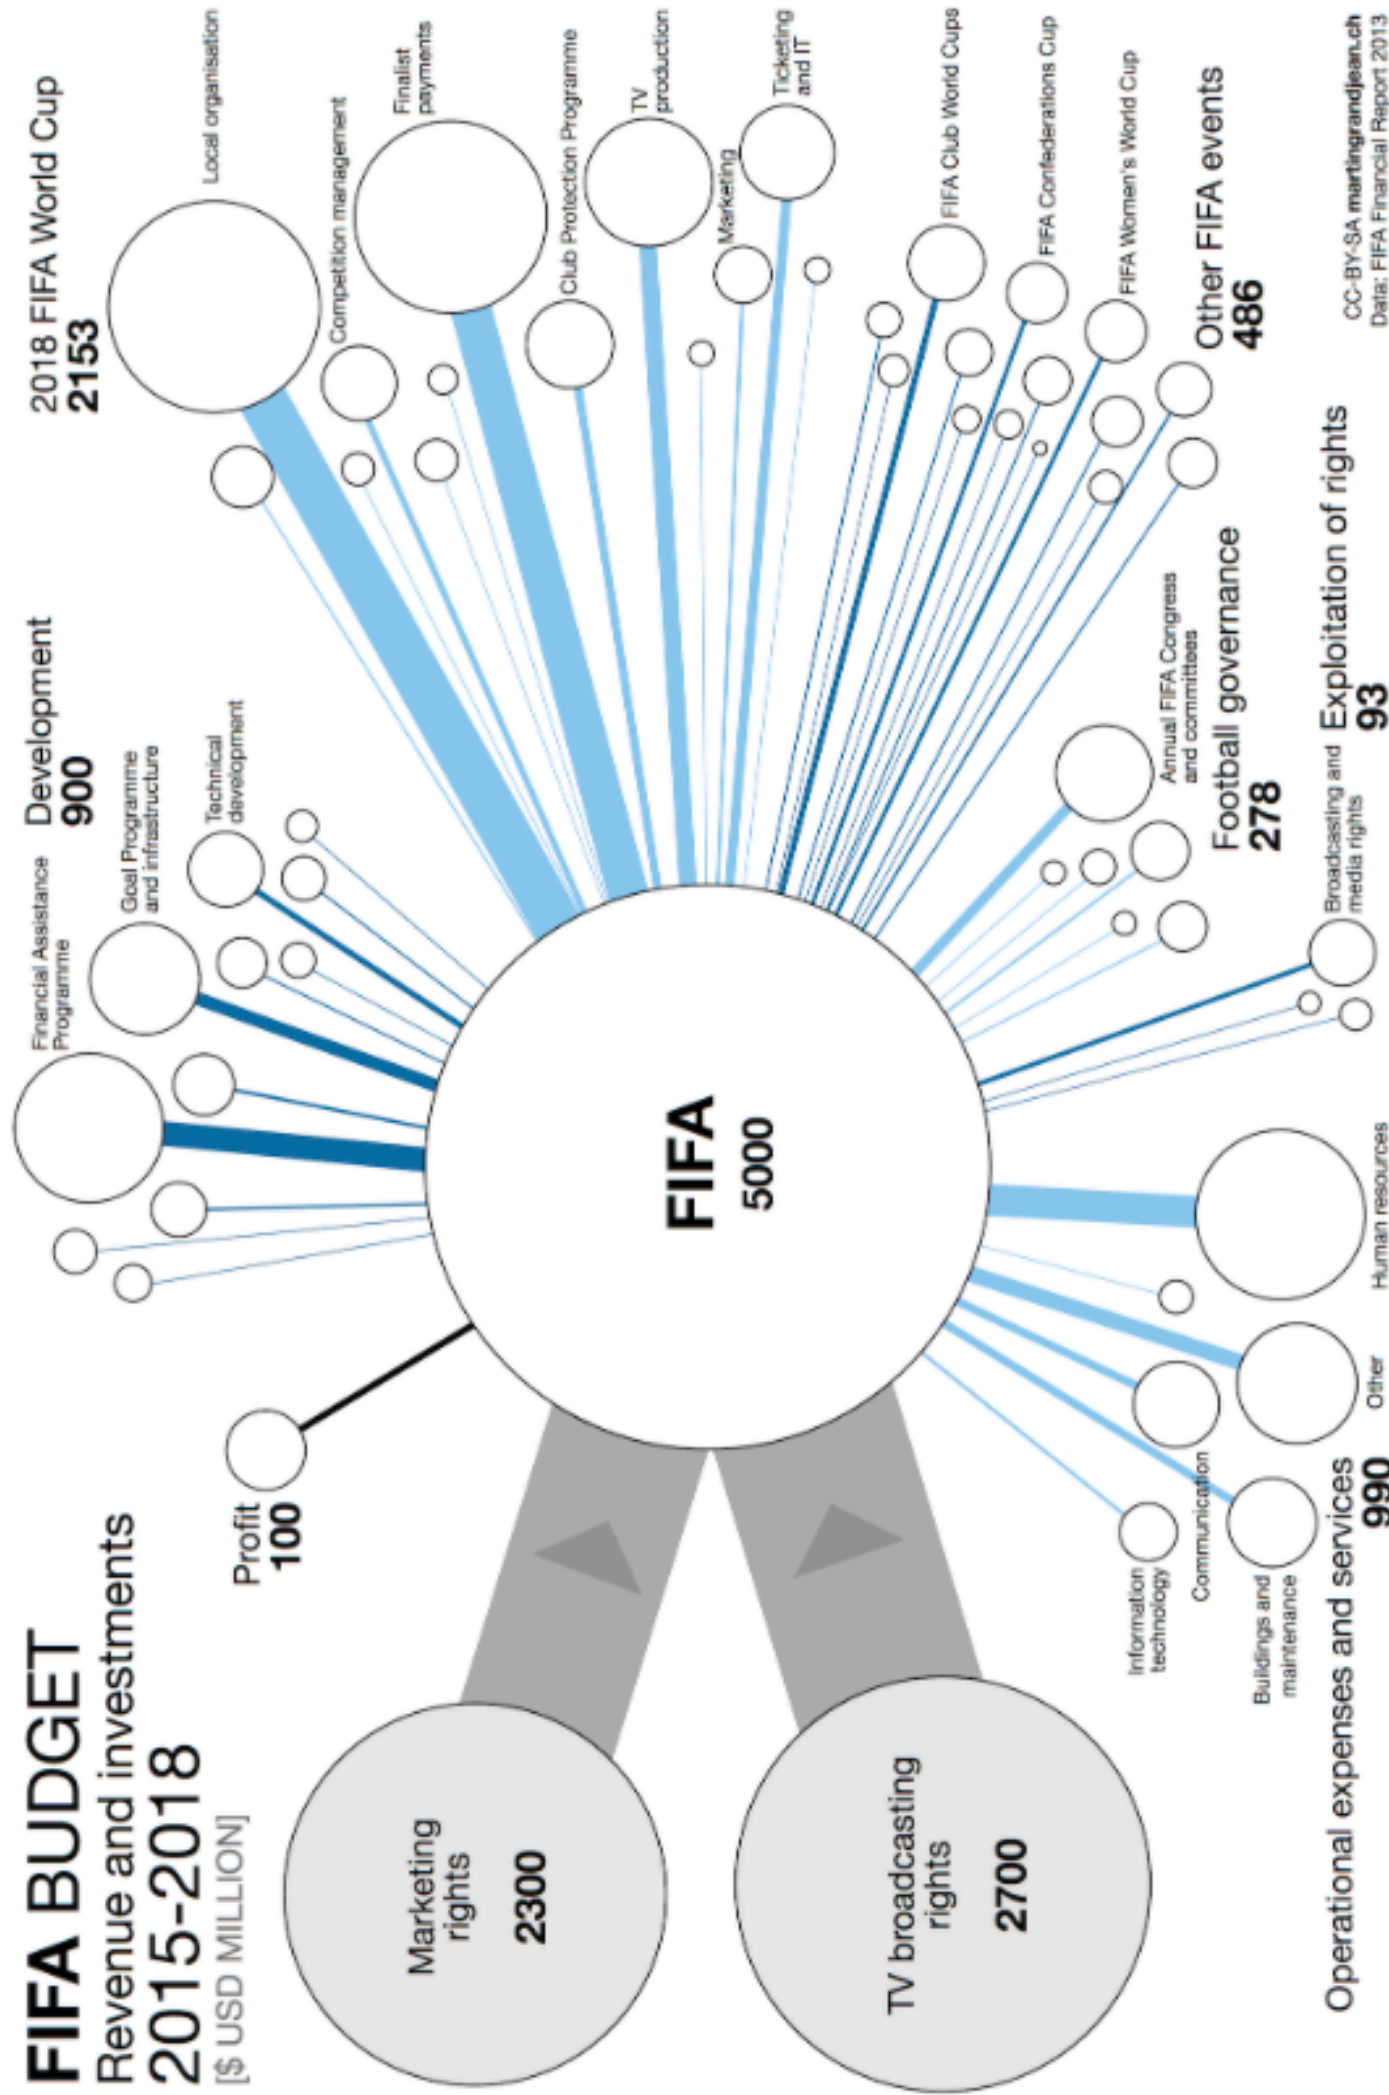 FIFA BUDGET
Revenue and investments
2015-2018
[$ USD MILLION]
Marketing
rights
2300
TV broadcasting
rights
2700
FIFA
5000
Profit
100
Development
900
Financial Assistance
Programme
Goal Programme
and infrastructure
Technical
development
2018 FIFA World Cup
2153
Local organisation
Competition management
Finalist
payments
Club Protection Programme
TV
production
Marketing
Ticketing
and IT
FIFA Club World Cups
FIFA Confederations Cup
FIFA Women's World Cup
Other FIFA events
486
Annual FIFA Congress
and committees
Football governance
278
Broadcasting and
media rights
Exploitation of rights
93
Human resources
Other
Communication
Buildings and
maintenance
Information
technology
Operational expenses and services
990
CC-BY-SA martingrandjean.ch
Data: FIFA Financial Report 2013